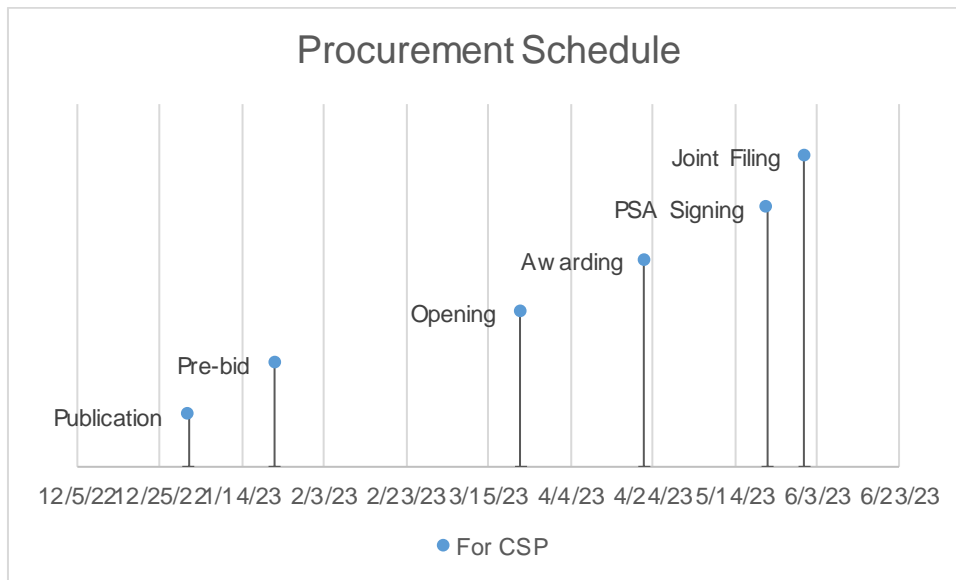 Procurement Schedule
Joint Filing
PSA Signing
Awarding
Opening
Pre-bid
Publication
12/5/22 12/25/22 1/14/23 2/3/23 2/23/23 3/15/23 4/4/23 4/24/23 5/14/23 6/3/23 6/23/23
For CSP